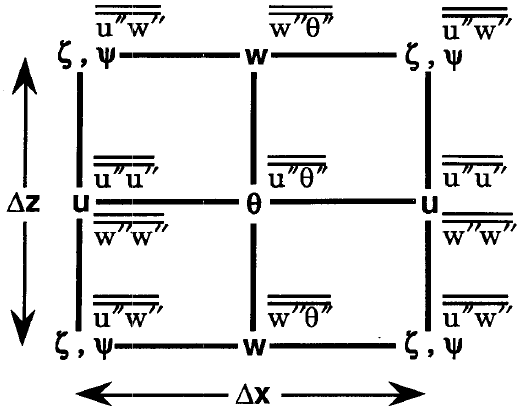 u″w″ w″θ″ u″w″
ζ, ψ w ζ, ψ
u″u″ u″θ″ u″u″
Δz u θ u
w″w″ w″w″
u″w″ w″θ″ u″w″
ζ, ψ w ζ, ψ
Δx